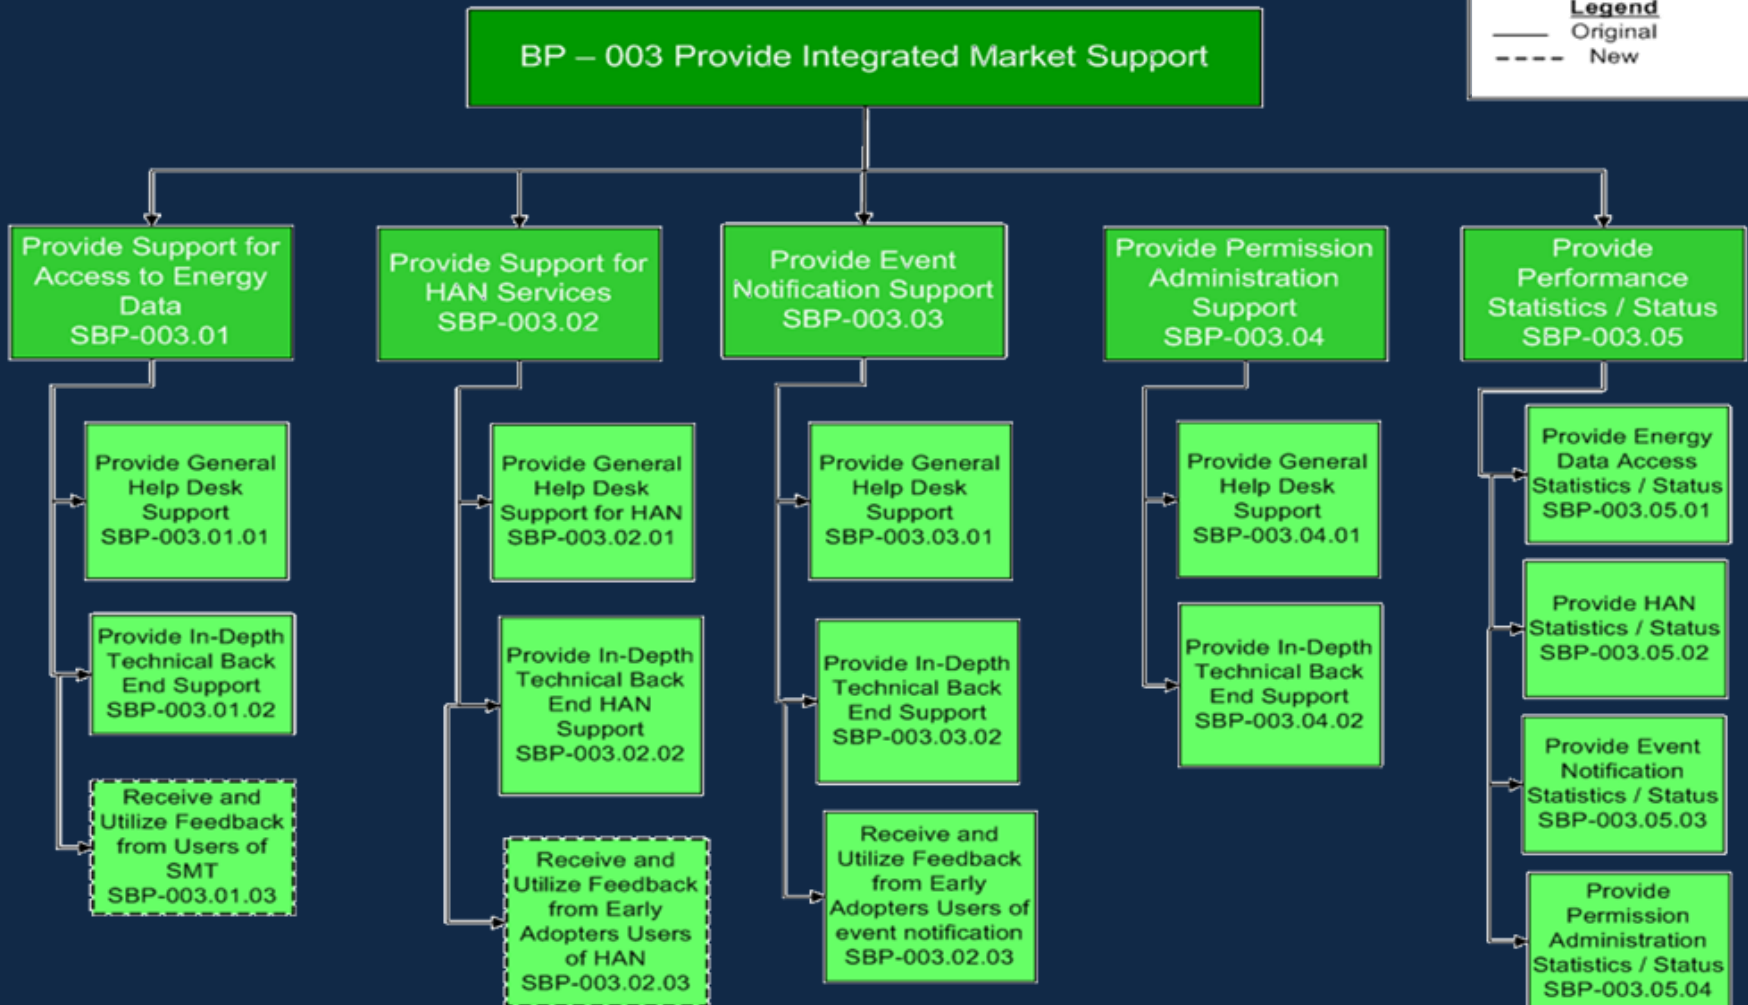 BP – 003 Provide Integrated Market Support
Legend
Original
New
Provide Support for
Access to Energy
Data
SBP-003.01
Provide Support for
HAN Services
SBP-003.02
Provide Event
Notification Support
SBP-003.03
Provide Permission
Administration
Support
SBP-003.04
Provide
Performance
Statistics / Status
SBP-003.05
Provide General
Help Desk
Support
SBP-003.01.01
Provide In-Depth
Technical Back
End Support
SBP-003.01.02
Receive and
Utilize Feedback
from Users of
SMT
SBP-003.01.03
Provide General
Help Desk
Support for HAN
SBP-003.02.01
Provide In-Depth
Technical Back
End HAN
Support
SBP-003.02.02
Receive and
Utilize Feedback
from Early
Adopters Users
of HAN
SBP-003.02.03
Provide General
Help Desk
Support
SBP-003.03.01
Provide In-Depth
Technical Back
End Support
SBP-003.03.02
Receive and
Utilize Feedback
from Early
Adopters Users of
event notification
SBP-003.02.03
Provide General
Help Desk
Support
SBP-003.04.01
Provide In-Depth
Technical Back
End Support
SBP-003.04.02
Provide Energy
Data Access
Statistics / Status
SBP-003.05.01
Provide HAN
Statistics / Status
SBP-003.05.02
Provide Event
Notification
Statistics / Status
SBP-003.05.03
Provide
Permission
Administration
Statistics / Status
SBP-003.05.04